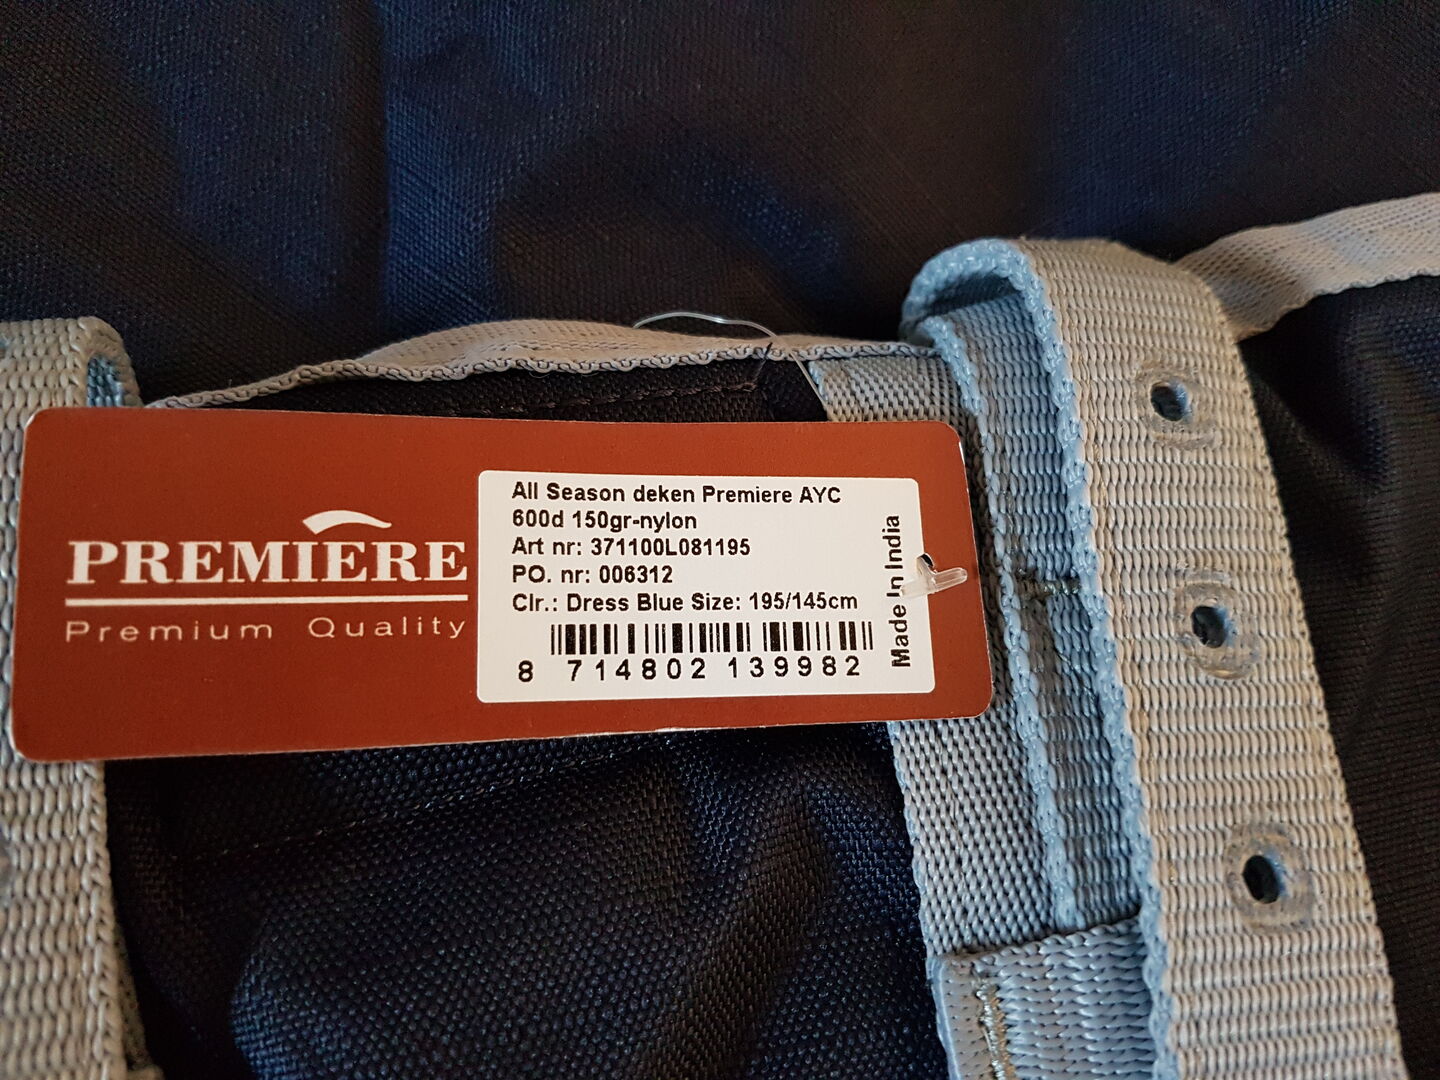 PREMIERE
Premium Quality
All Season deken Premiere AYC
600d 150gr-nylon
Art nr: 371100L081195
PO. nr: 006312
Clr.: Dress Blue Size: 195/145cm
8 714802 139982
Made In India